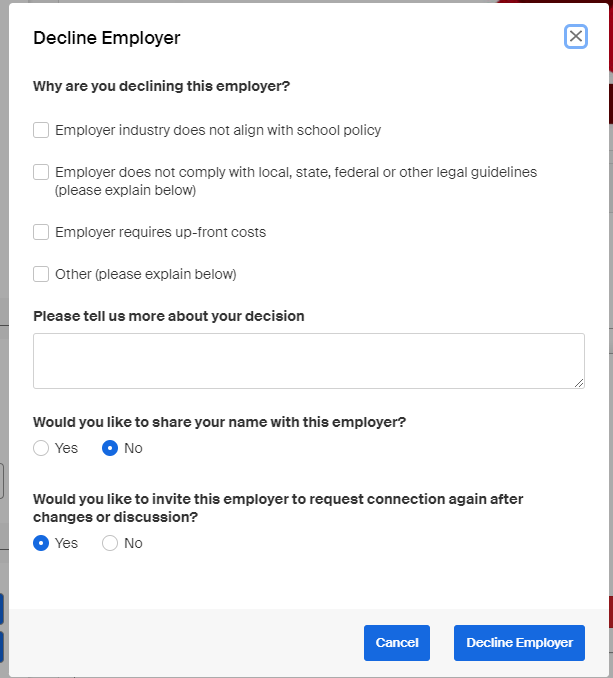 Decline Employer
Why are you declining this employer?
Employer industry does not align with school policy
Employer does not comply with local, state, federal or other legal guidelines
(please explain below)
Employer requires up-front costs
Other (please explain below)
Please tell us more about your decision
Would you like to share your name with this employer?
Yes No
Would you like to invite this employer to request connection again after
changes or discussion?
Yes No
Cancel Decline Employer